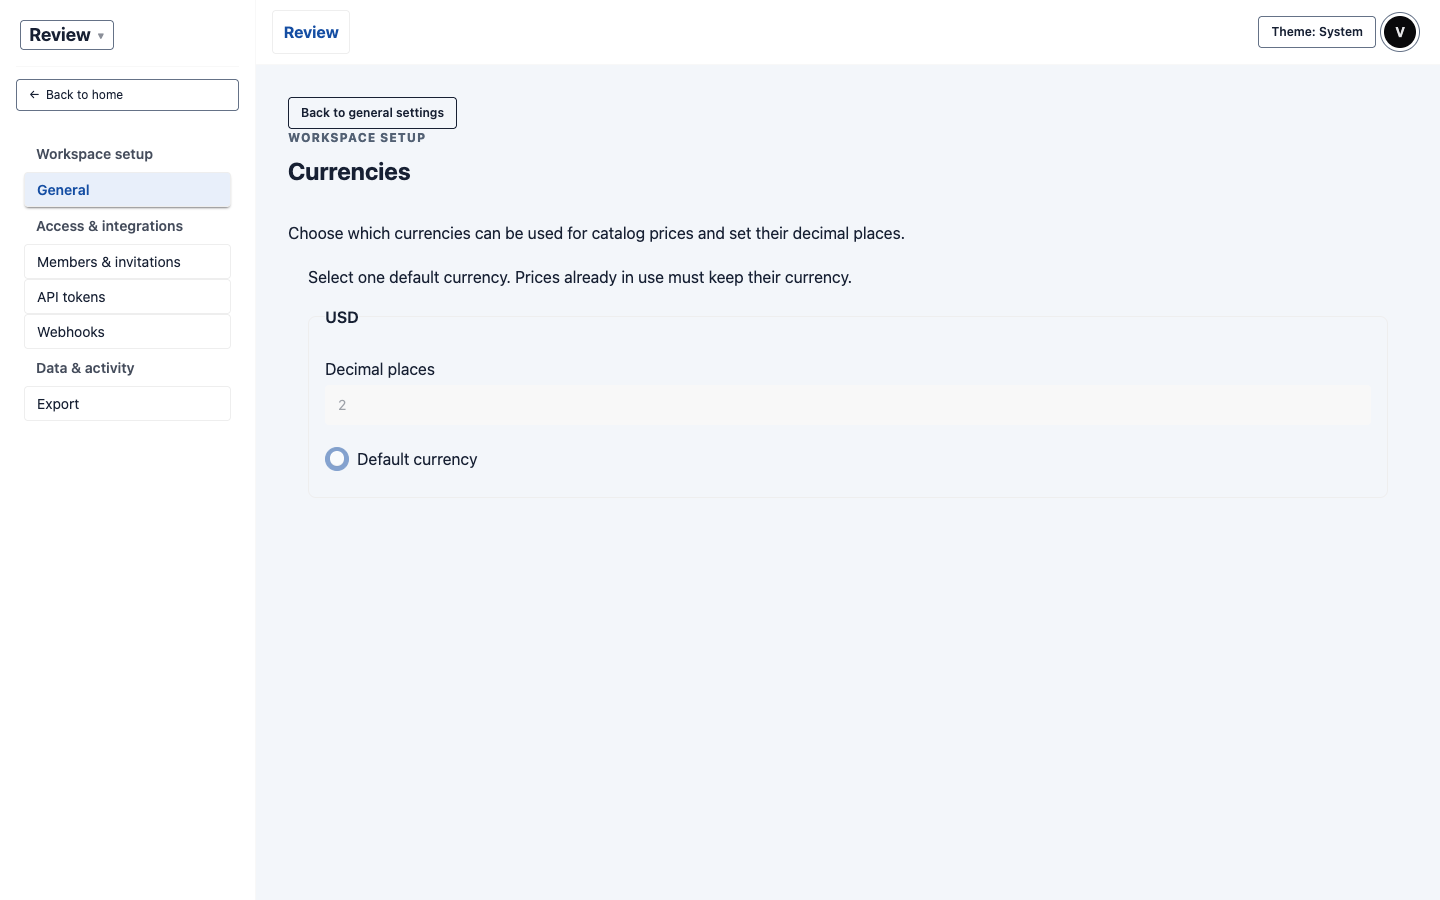 Review ▾
Review
Theme: System
V
← Back to home
Workspace setup
General
Access & integrations
Members & invitations
API tokens
Webhooks
Data & activity
Export
Back to general settings
WORKSPACE SETUP
Currencies
Choose which currencies can be used for catalog prices and set their decimal places.
Select one default currency. Prices already in use must keep their currency.
USD
Decimal places
2
Default currency